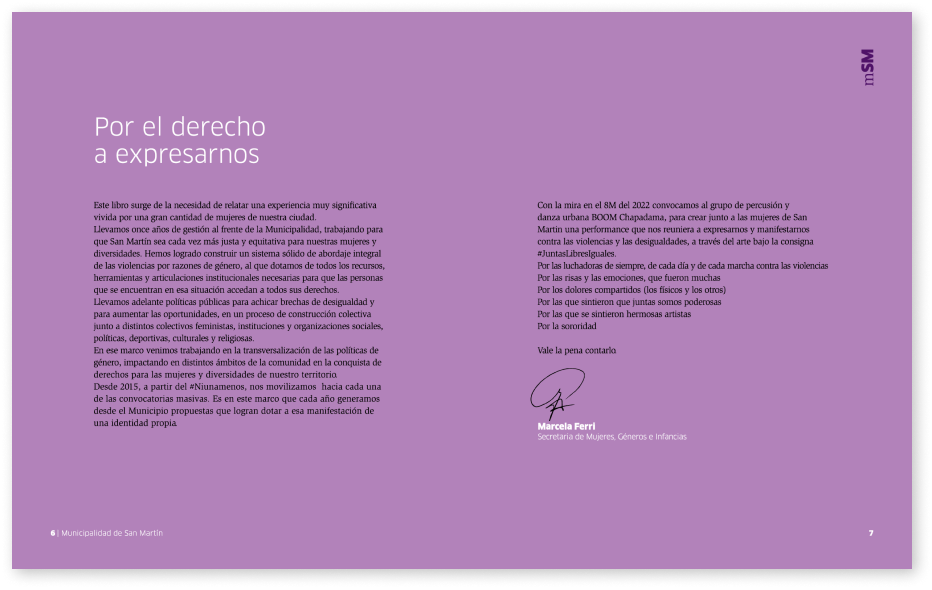 mSM
Por el derecho
a expresarnos
Este libro surge de la necesidad de relatar una experiencia muy significativa
vivida por una gran cantidad de mujeres de nuestra ciudad.
Llevamos once años de gestión al frente de la Municipalidad, trabajando para
que San Martín sea cada vez más justa y equitativa para nuestras mujeres y
diversidades. Hemos logrado construir un sistema sólido de abordaje integral
de las violencias por razones de género, al que dotamos de todos los recursos,
herramientas y articulaciones institucionales necesarias para que las personas
que se encuentran en esa situación accedan a todos sus derechos.
Llevamos adelante políticas públicas para achicar brechas de desigualdad y
para aumentar las oportunidades, en un proceso de construcción colectiva
junto a distintos colectivos feministas, instituciones y organizaciones sociales,
políticas, deportivas, culturales y religiosas.
En ese marco venimos trabajando en la transversalización de las políticas de
género, impactando en distintos ámbitos de la comunidad en la conquista de
derechos para las mujeres y diversidades de nuestro territorio.
Desde 2015, a partir del #Niunamenos, nos movilizamos hacia cada una
de las convocatorias masivas. Es en este marco que cada año generamos
desde el Municipio propuestas que logran dotar a esa manifestación de
una identidad propia.
Con la mira en el 8M del 2022 convocamos al grupo de percusión y
danza urbana BOOM Chapadama, para crear junto a las mujeres de San
Martin una performance que nos reuniera a expresarnos y manifestarnos
contra las violencias y las desigualdades, a través del arte bajo la consigna
#JuntasLibresIguales.
Por las luchadoras de siempre, de cada día y de cada marcha contra las violencias
Por las risas y las emociones, que fueron muchas
Por los dolores compartidos (los físicos y los otros)
Por las que sintieron que juntas somos poderosas
Por las que se sintieron hermosas artistas
Por la sororidad
Vale la pena contarlo.
Marcela Ferri
Secretaria de Mujeres, Géneros e Infancias
6 | Municipalidad de San Martín
7